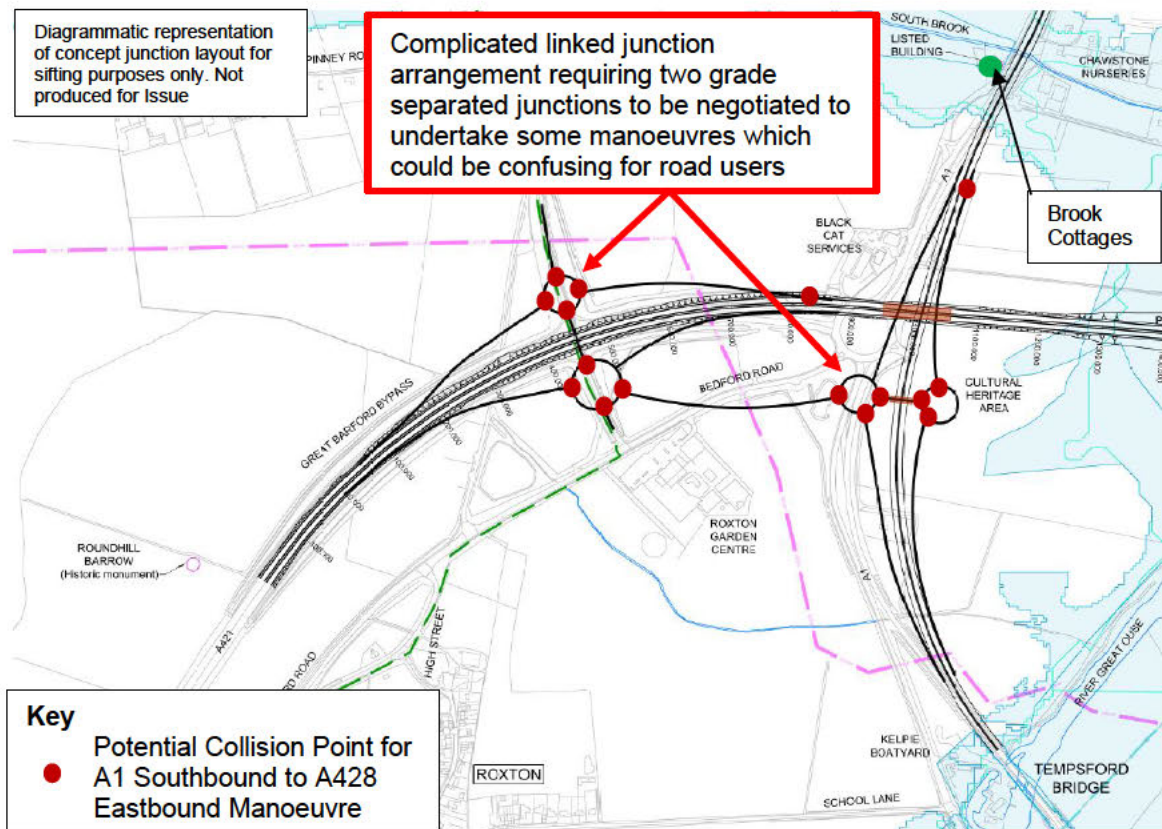 Diagrammatic representation
of concept junction layout for
sifting purposes only. Not
produced for Issue
PINNEY RO
Complicated linked junction
arrangement requiring two grade
separated junctions to be negotiated to
undertake some manoeuvres which
could be confusing for road users
SOUTH BROOK
LISTED
BUILDING
CHAWSTONE
NURSERIES
A1
Brook
Cottages
BLACK
CAT
SERVICES
BEDFORD ROAD
CULTURAL
HERITAGE
AREA
GREAT BARFORD BYPASS
ROXTON
GARDEN
CENTRE
ROUNDHILL
BARROW
(Historic monument)
A1
A421
RD ROAD
HIGH STREET
RIVER GREAT OUSE
Key
Potential Collision Point for
A1 Southbound to A428
Eastbound Manoeuvre
ROXTON
KELPIE
BOATYARD
TEMPSFORD
BRIDGE
SCHOOL LANE